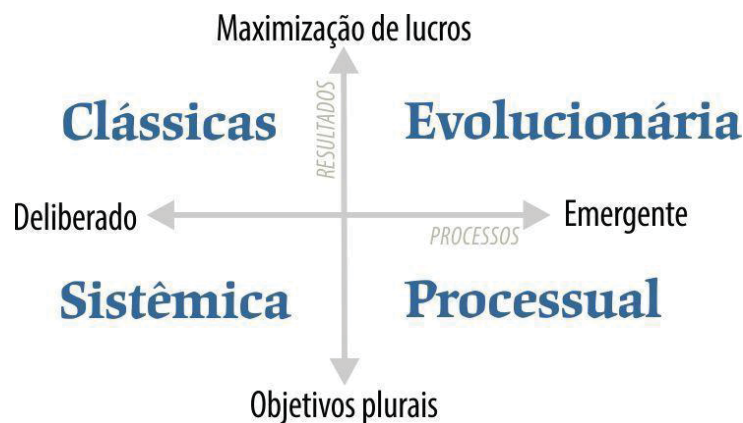 Maximização de lucros
RESULTADOS
Clássicas
Evolucionária
Deliberado
Emergente
PROCESSOS
Sistêmica
Processual
Objetivos plurais